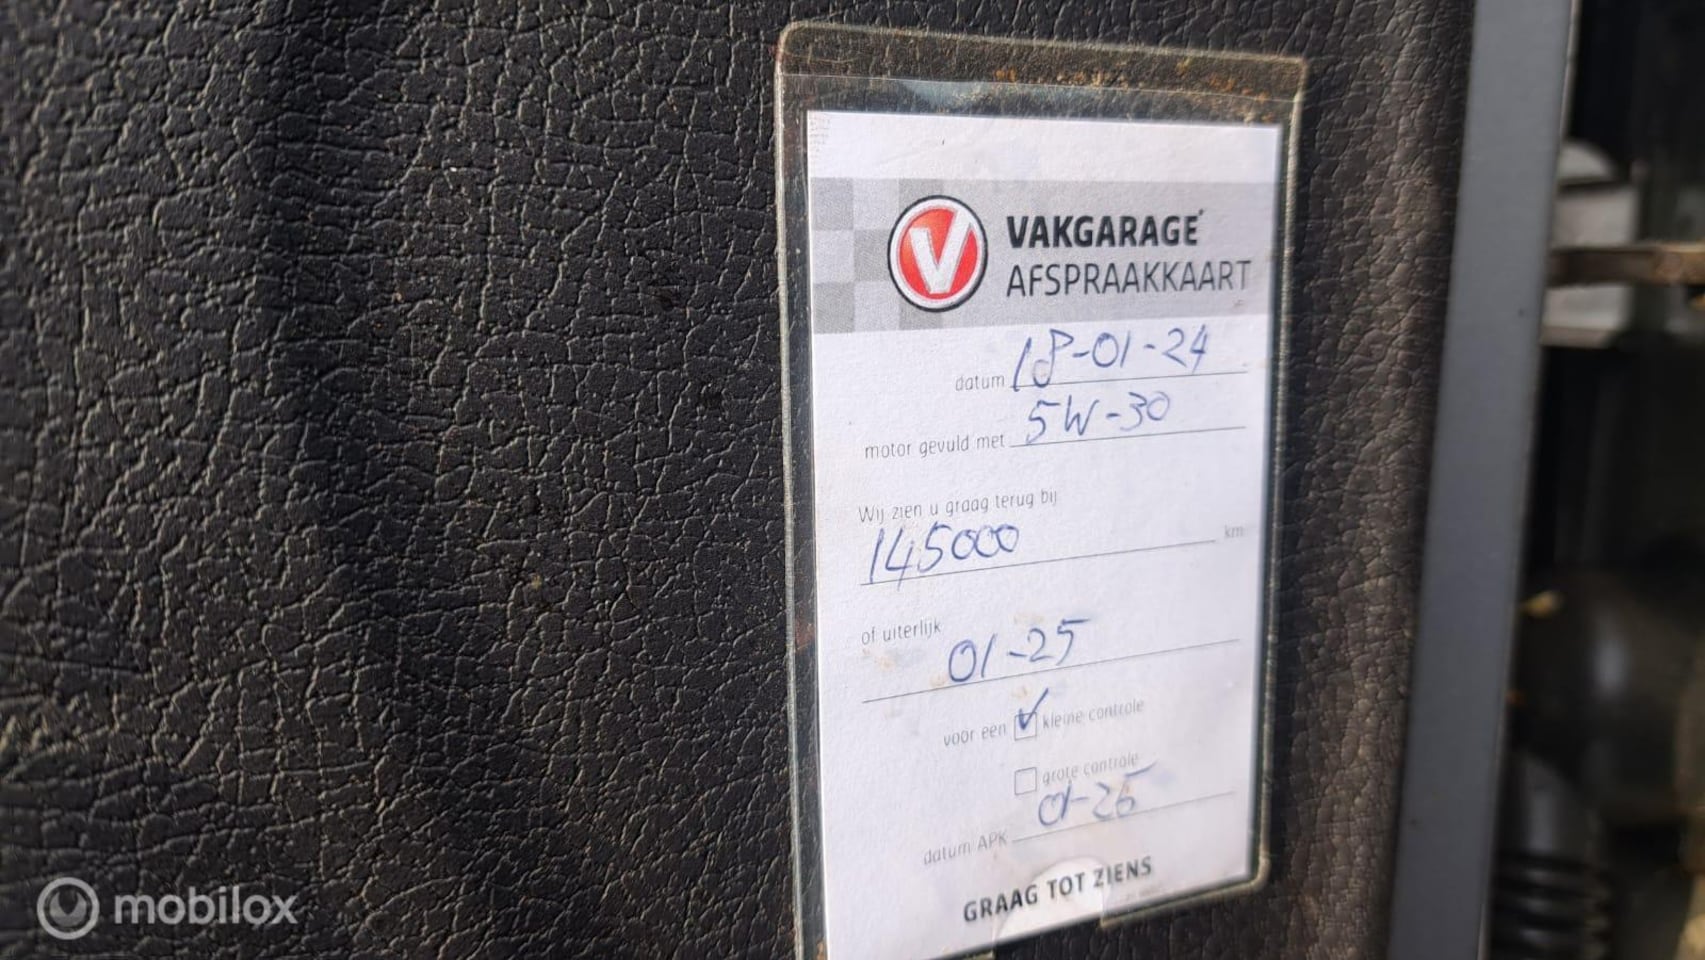 V VAKGARAGE
AFSPRAAKKAART
datum 18-01-24
motor gevuld met 5W-30
Wij zien u graag terug bij
145000 km
of uiterlijk
01-25
voor een kleine controle
grote controle
datum APK 01-26
GRAAG TOT ZIENS
mobilox